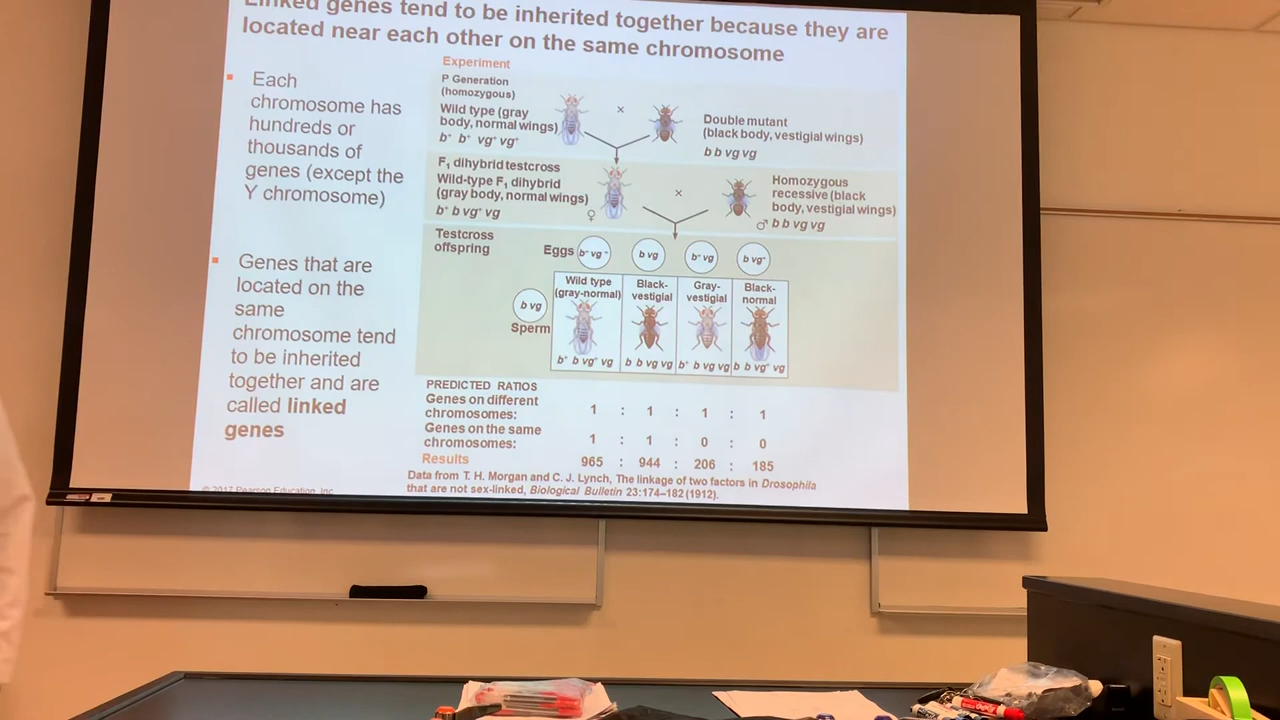 Linked genes tend to be inherited together because they are
located near each other on the same chromosome
Each
chromosome has
hundreds or
thousands of
genes (except the
Y chromosome)
Genes that are
located on the
same
chromosome tend
to be inherited
together and are
called linked
genes
Experiment
P Generation
(homozygous)
Wild type (gray
body, normal wings)
b⁺ b⁺ vg⁺ vg⁺
×
Double mutant
(black body, vestigial wings)
b b vg vg
F₁ dihybrid testcross
Wild-type F₁ dihybrid
(gray body, normal wings)
b⁺ b vg⁺ vg
♀
×
Homozygous
recessive (black
body, vestigial wings)
♂ b b vg vg
Testcross
offspring
Eggs b⁺ vg⁺ b vg b⁺ vg b vg⁺
Wild type
(gray-normal)
Black-
vestigial
Gray-
vestigial
Black-
normal
b vg
Sperm
b⁺ b vg⁺ vg b b vg vg b⁺ b vg vg b b vg⁺ vg
PREDICTED RATIOS
Genes on different
chromosomes: 1 : 1 : 1 : 1
Genes on the same
chromosomes: 1 : 1 : 0 : 0
Results 965 : 944 : 206 : 185
Data from T. H. Morgan and C. J. Lynch, The linkage of two factors in Drosophila
that are not sex-linked, Biological Bulletin 23:174–182 (1912).
© 2017 Pearson Education, Inc.